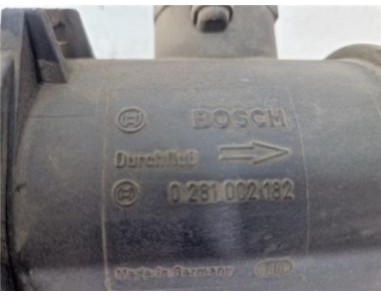 BOSCH
Durchfluß
0 281 002 182
Made in Germany